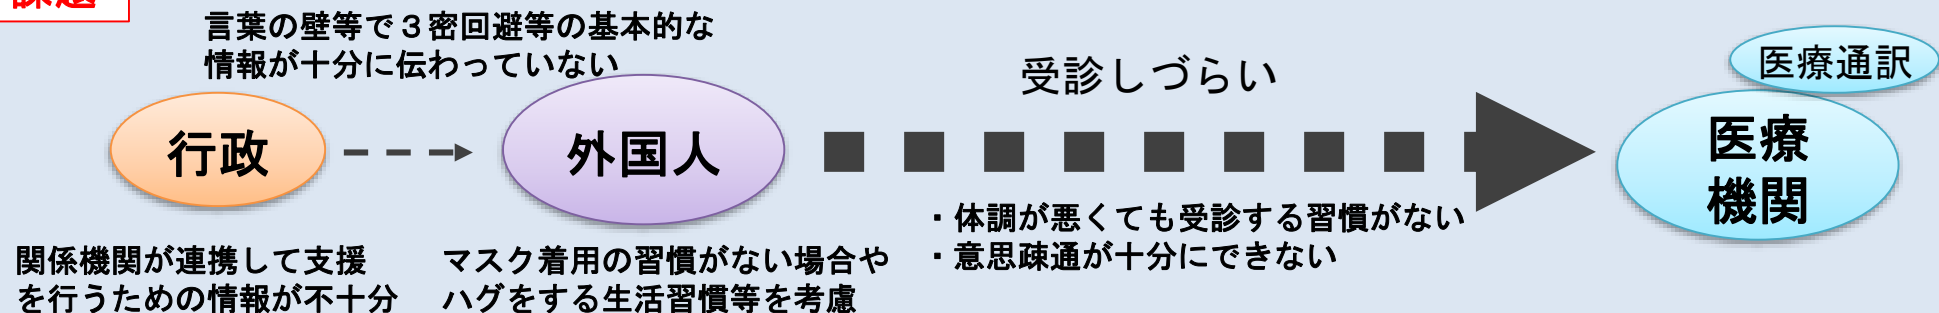 課題
言葉の壁等で３密回避等の基本的な
情報が十分に伝わっていない
受診しづらい
医療通訳
行政
外国人
医療
機関
・体調が悪くても受診する習慣がない
・意思疎通が十分にできない
関係機関が連携して支援
を行うための情報が不十分
マスク着用の習慣がない場合や
ハグをする生活習慣等を考慮